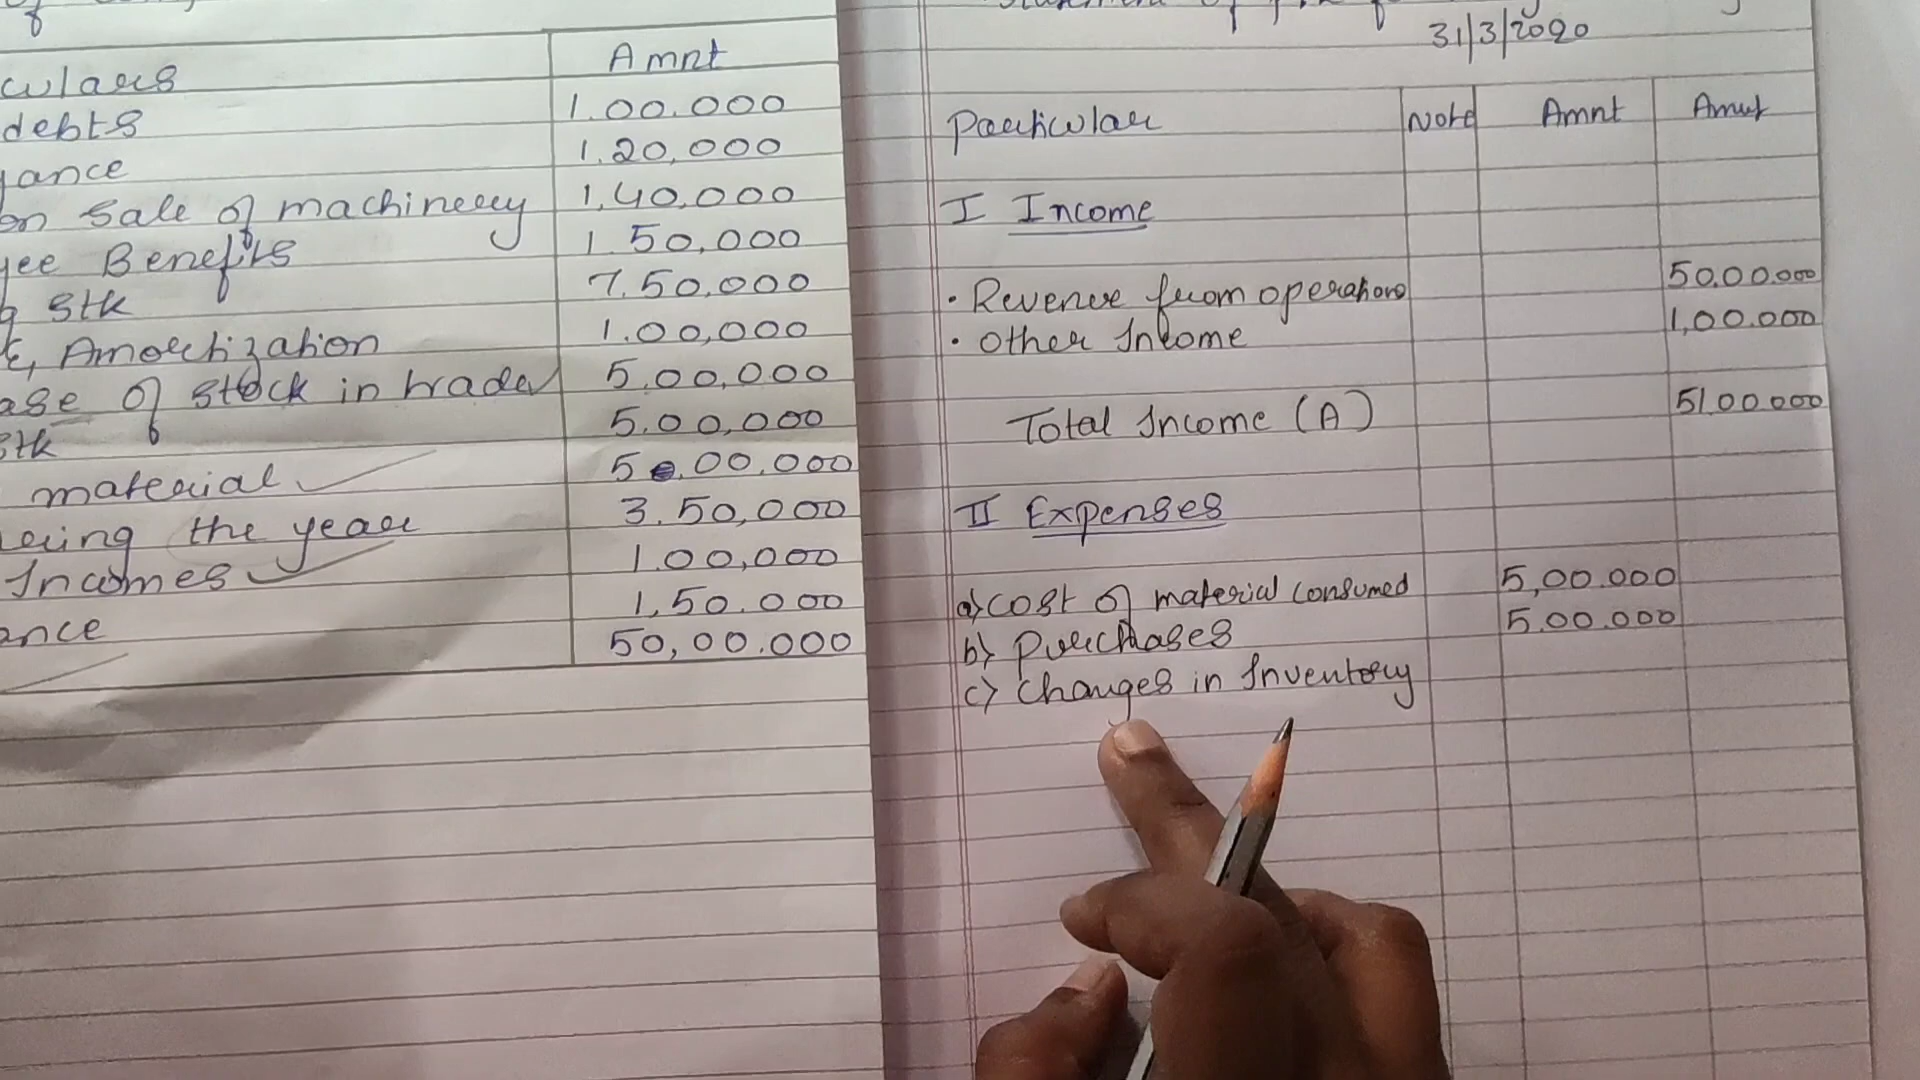 Amnt
culars
1.00.000
debts
1.20,000
on Sale of machinery
1,40,000
yee Benefits
1 50,000
g Stk
7.50,000
Amortization
1.00,000
ase of stock in trade
5.00,000
Stk
5.00,000
material
50.00.000
ering the year
3.50,000
Incomes
1.00,000
ance
1,50.000
50,00.000
31/3/2020
Particular
Note
Amnt
Amnt
I Income
• Revenue from operations
50,00.000
• Other Income
1,00.000
Total Income (A)
51,00.000
II Expenses
a) Cost of material consumed
5,00.000
b) Purchases
5.00.000
c) Changes in Inventory